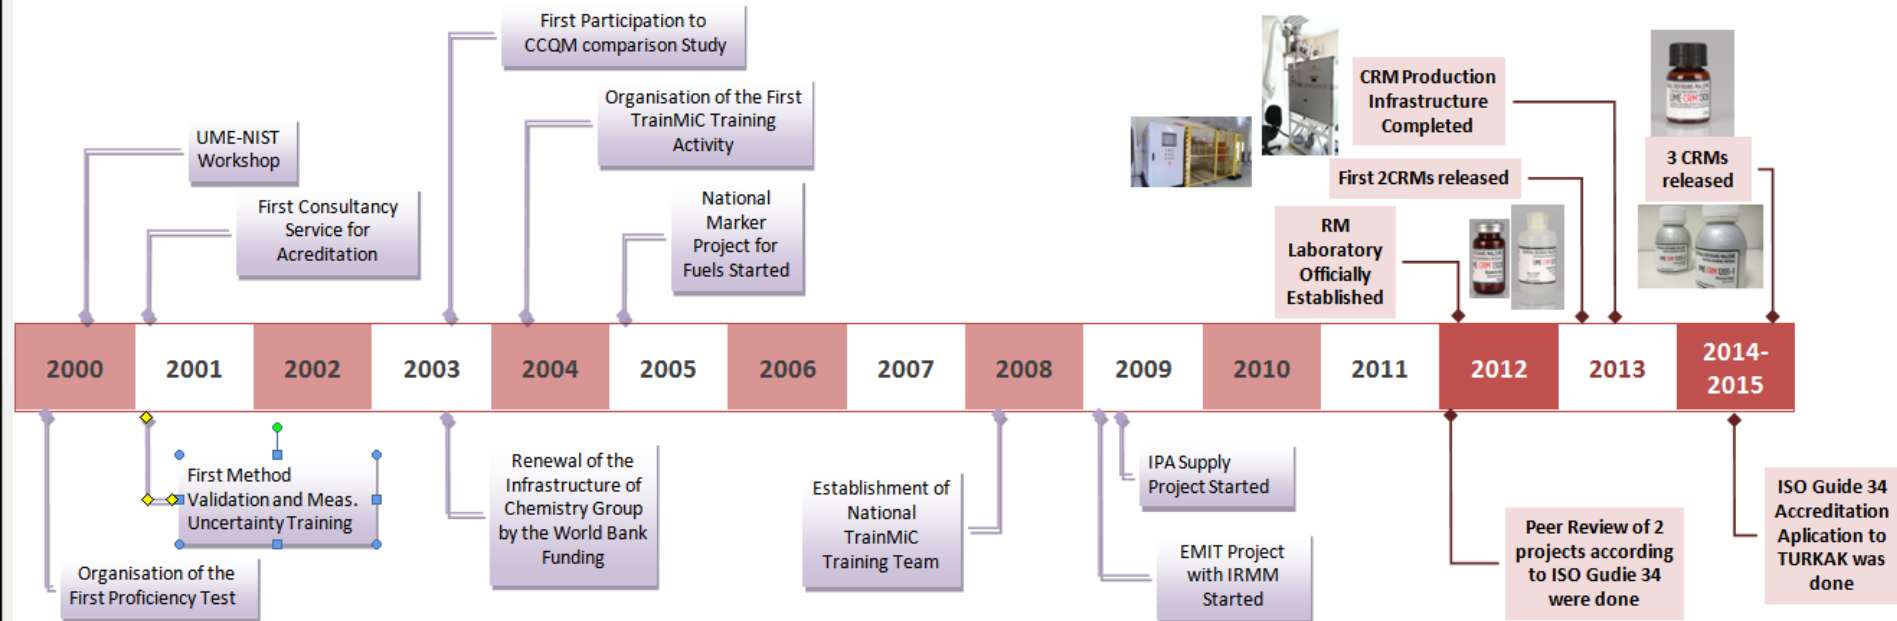 First Participation to
CCQM comparison Study
Organisation of the First
TrainMiC Training
Activity
UME-NIST
Workshop
First Consultancy
Service for
Acreditation
National
Marker
Project for
Fuels Started
CRM Production
Infrastructure
Completed
First 2CRMs released
RM
Laboratory
Officially
Established
3 CRMs
released
2000
2001
2002
2003
2004
2005
2006
2007
2008
2009
2010
2011
2012
2013
2014-
2015
First Method
Validation and Meas.
Uncertainty Training
Organisation of the
First Proficiency Test
Renewal of the
Infrastructure of
Chemistry Group
by the World Bank
Funding
Establishment of
National
TrainMiC
Training Team
IPA Supply
Project Started
EMIT Project
with IRMM
Started
Peer Review of 2
projects according
to ISO Gudie 34
were done
ISO Guide 34
Accreditation
Aplication to
TURKAK was
done